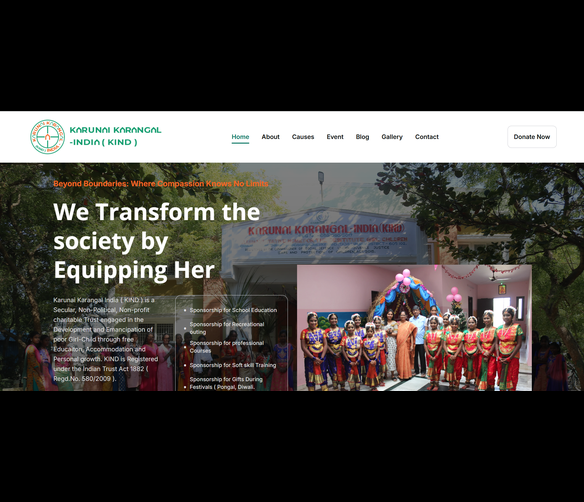 KARUNAI KARANGAL
-INDIA ( KIND )
Home About Causes Event Blog Gallery Contact
Donate Now
Beyond Boundaries: Where Compassion Knows No Limits
We Transform the
society by
Equipping Her
Karunai Karangal India ( KIND ) is a
Secular, Non-Political, Non-profit
charitable Trust engaged in the
Development and Emancipation of
poor Girl-Child through free
Educaiton, Accommodation and
Personal growth. KIND is Registered
under the Indian Trust Act 1882 (
Regd.No. 580/2009 ).
Sponsorship for School Education
Sponsorship for Recreational
outing
Sponsorship for professional
Courses
Sponsorship for Soft skill Training
Sponsorship for Gifts During
Festivals ( Pongal, Diwali,
KARUNAI KARANGAL-INDIA(KIND)